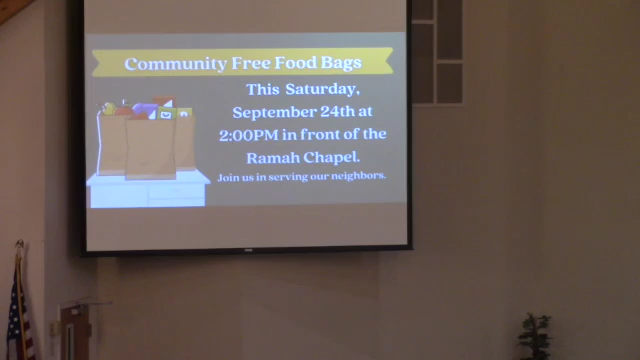 Community Free Food Bags
This Saturday,
September 24th at
2:00PM in front of the
Ramah Chapel.
Join us in serving our neighbors.